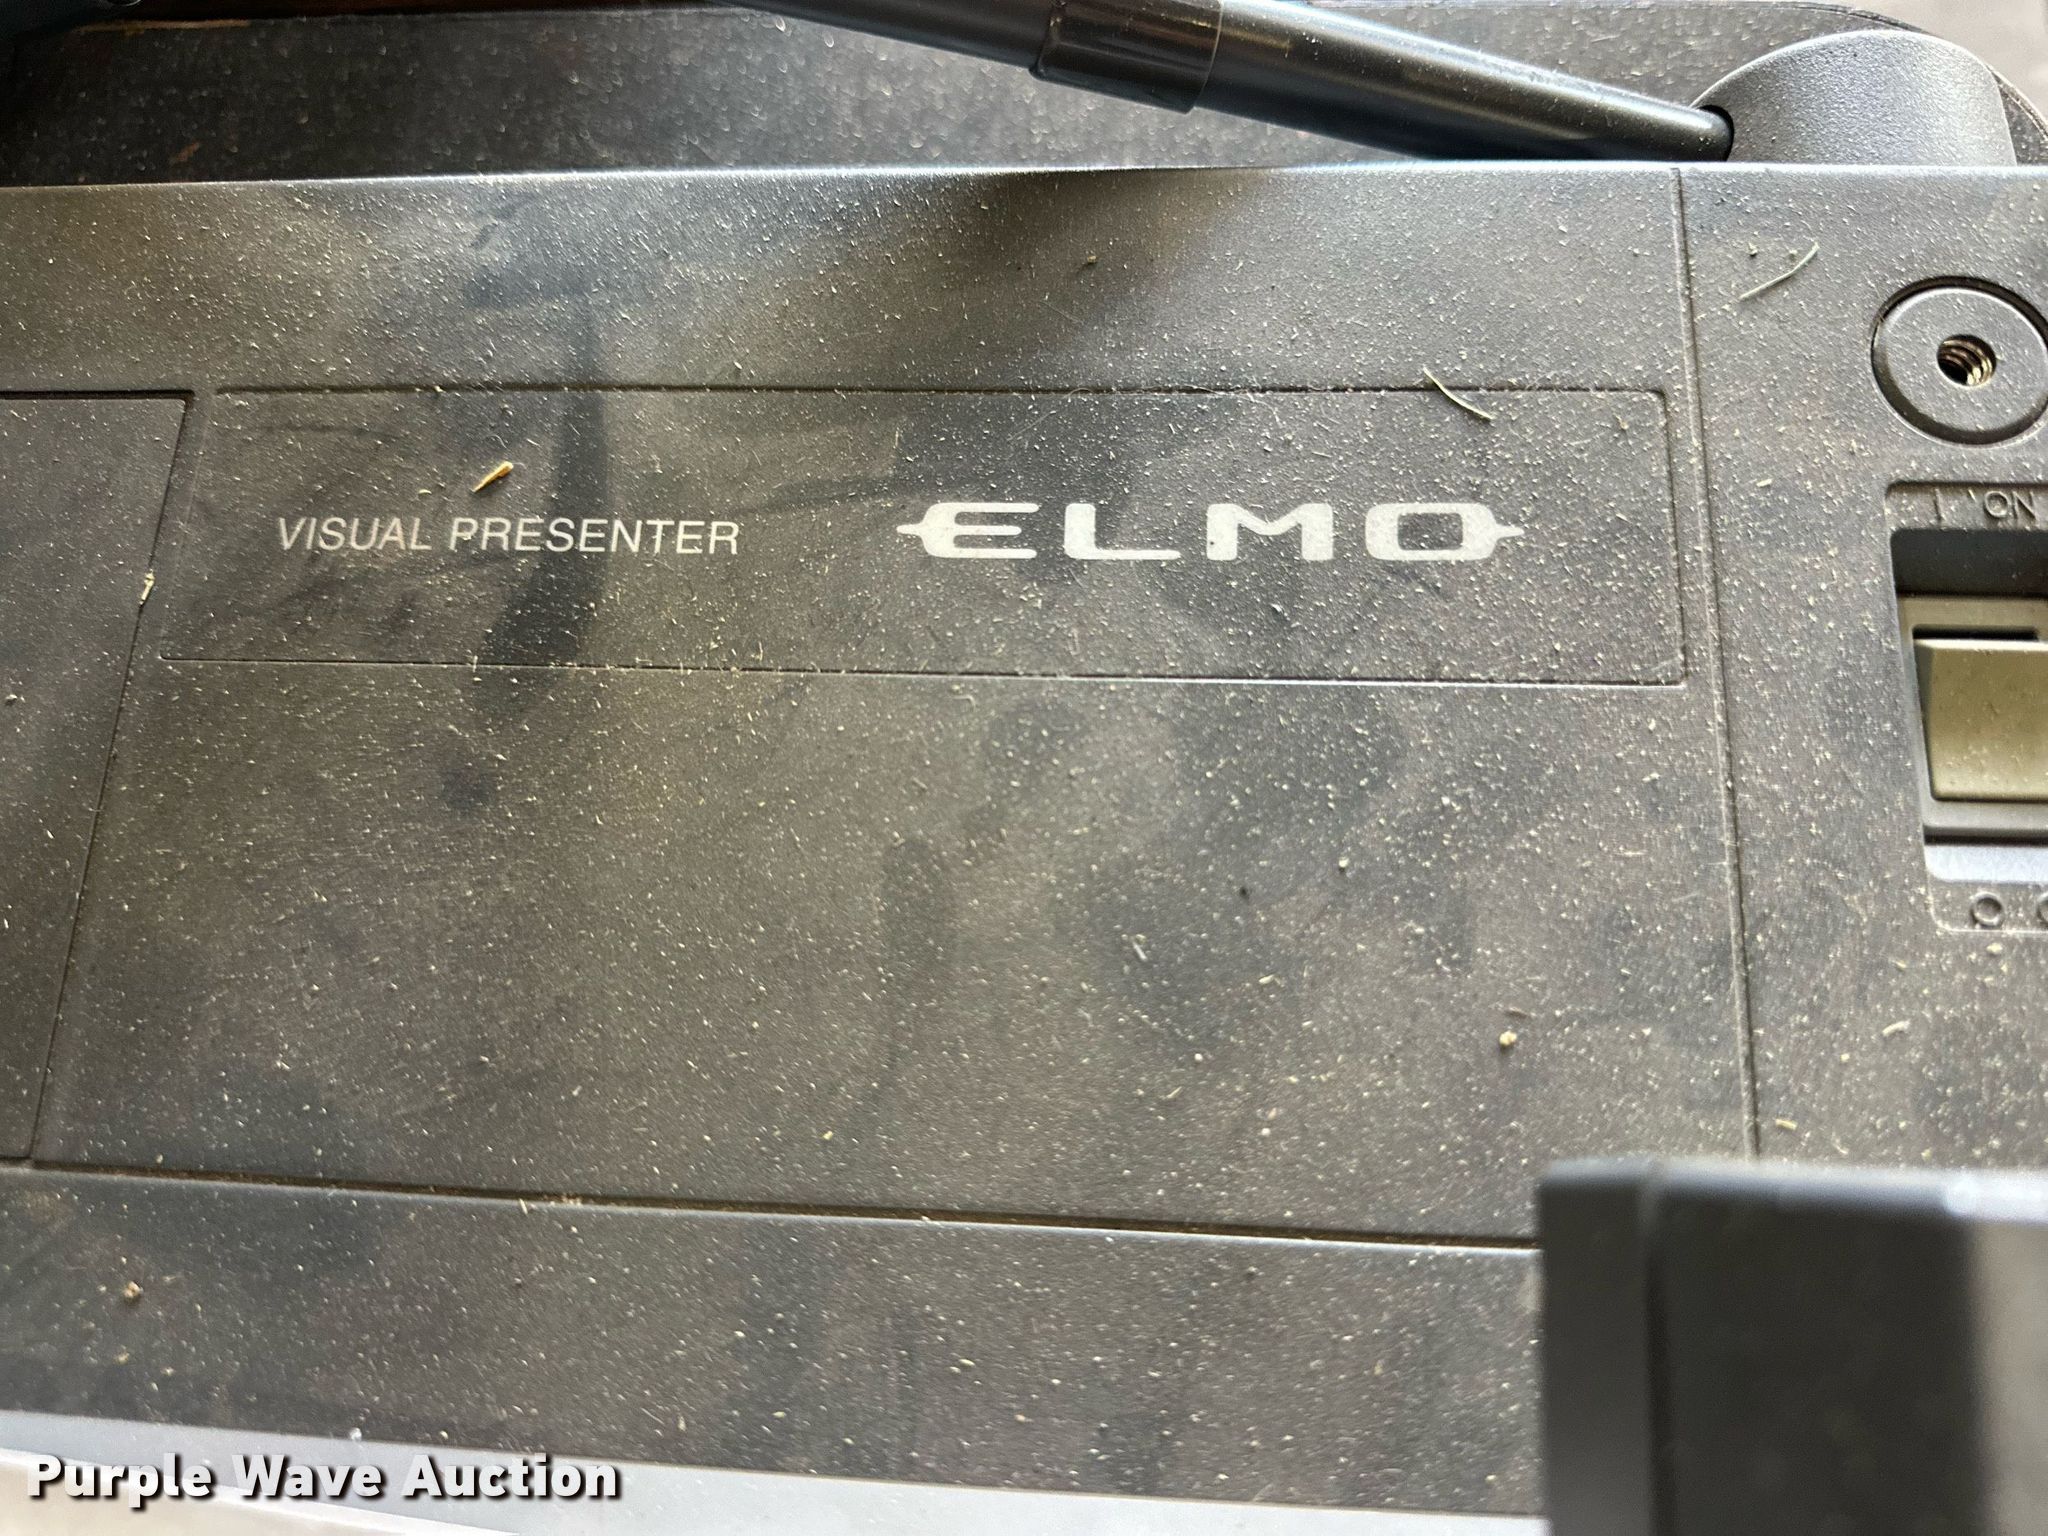 VISUAL PRESENTER ELMO
I ON
Purple Wave Auction